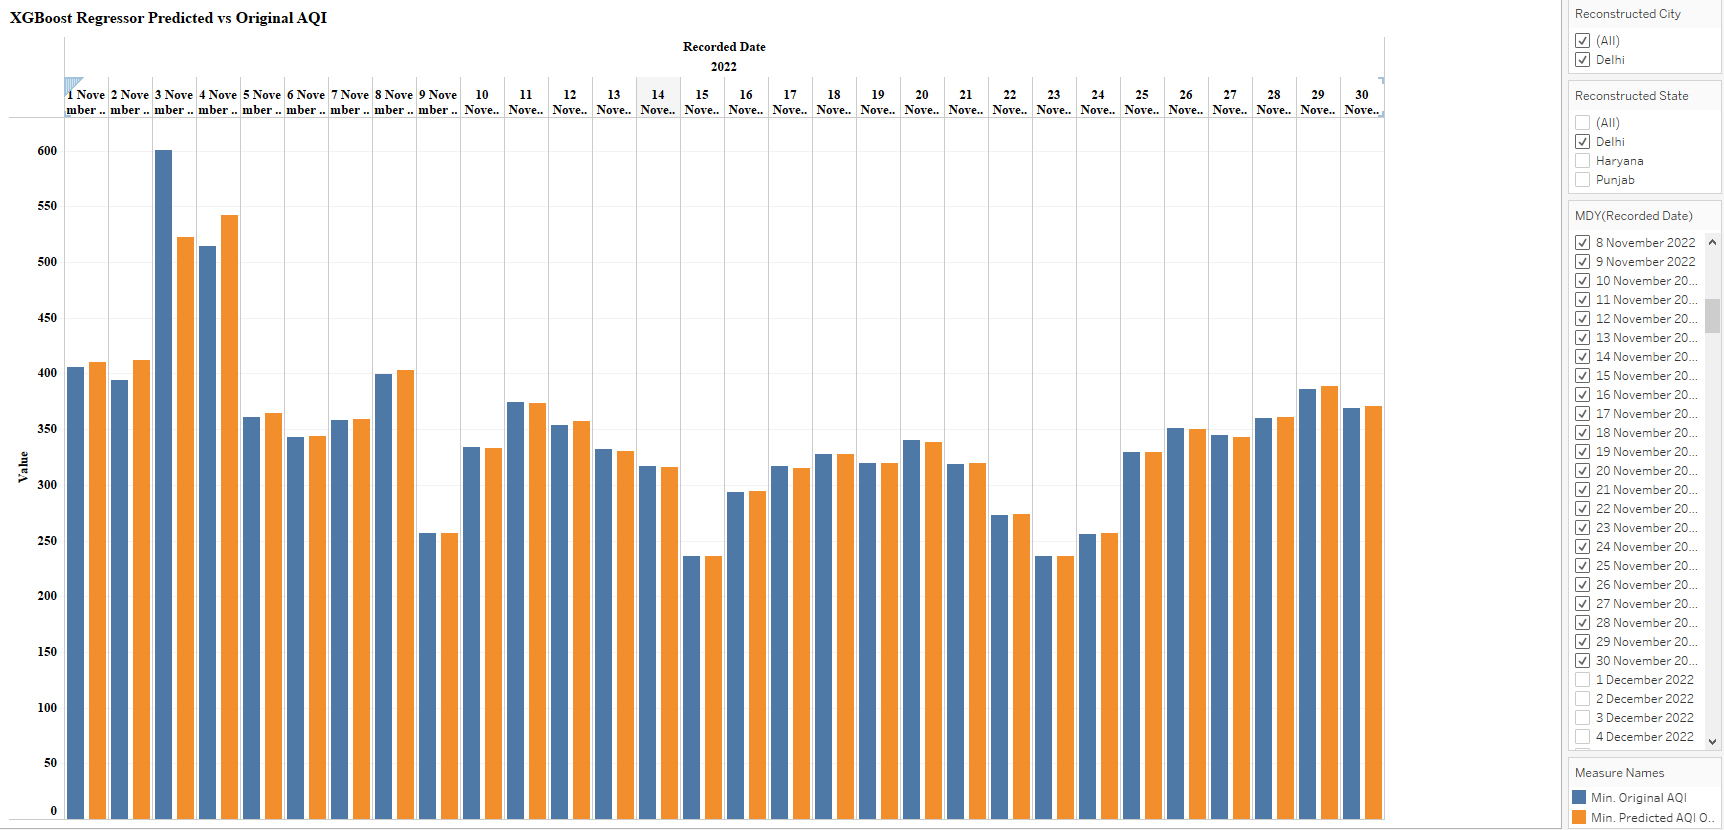 XGBoost Regressor Predicted vs Original AQI
Recorded Date
2022
1 Nove 2 Nove 3 Nove 4 Nove 5 Nove 6 Nove 7 Nove 8 Nove 9 Nove 10 11 12 13 14 15 16 17 18 19 20 21 22 23 24 25 26 27 28 29 30
mber .. mber .. mber .. mber .. mber .. mber .. mber .. mber .. mber .. Nove.. Nove.. Nove.. Nove.. Nove.. Nove.. Nove.. Nove.. Nove.. Nove.. Nove.. Nove.. Nove.. Nove.. Nove.. Nove.. Nove.. Nove.. Nove.. Nove.. Nove..
600
550
500
450
400
350
300
250
200
150
100
50
0
Value
Reconstructed City
(All)
Delhi
Reconstructed State
(All)
Delhi
Haryana
Punjab
MDY(Recorded Date)
8 November 2022
9 November 2022
10 November 20...
11 November 20...
12 November 20...
13 November 20...
14 November 20...
15 November 20...
16 November 20...
17 November 20...
18 November 20...
19 November 20...
20 November 20...
21 November 20...
22 November 20...
23 November 20...
24 November 20...
25 November 20...
26 November 20...
27 November 20...
28 November 20...
29 November 20...
30 November 20...
1 December 2022
2 December 2022
3 December 2022
4 December 2022
Measure Names
Min. Original AQI
Min. Predicted AQI O..